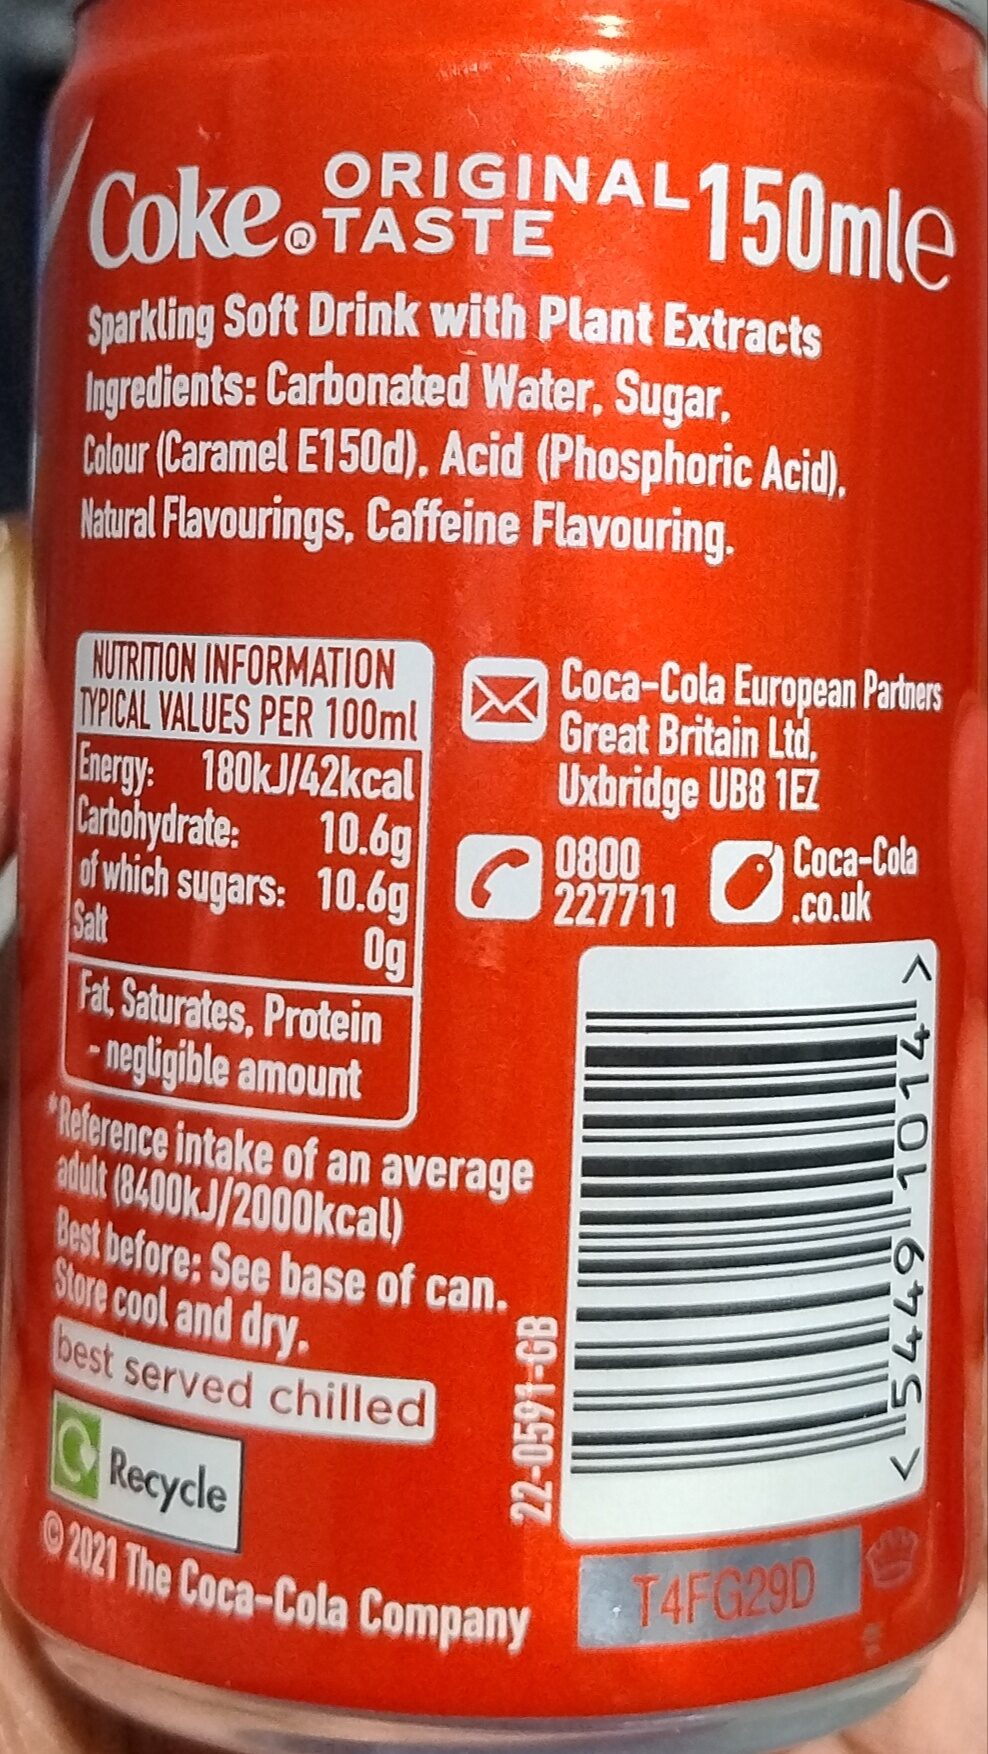 Coke® ORIGINAL TASTE 150mle
Sparkling Soft Drink with Plant Extracts
Ingredients: Carbonated Water, Sugar,
Colour (Caramel E150d), Acid (Phosphoric Acid),
Natural Flavourings, Caffeine Flavouring.
NUTRITION INFORMATION
TYPICAL VALUES PER 100ml
Energy: 180kJ/42kcal
Carbohydrate: 10.6g
of which sugars: 10.6g
Salt 0g
Fat, Saturates, Protein
- negligible amount
Coca-Cola European Partners
Great Britain Ltd,
Uxbridge UB8 1EZ
0800
227711
Coca-Cola
.co.uk
*Reference intake of an average
adult (8400kJ/2000kcal)
Best before: See base of can.
Store cool and dry.
best served chilled
Recycle
© 2021 The Coca-Cola Company
22-0591-GB
<5449 1014>
T4FG29D